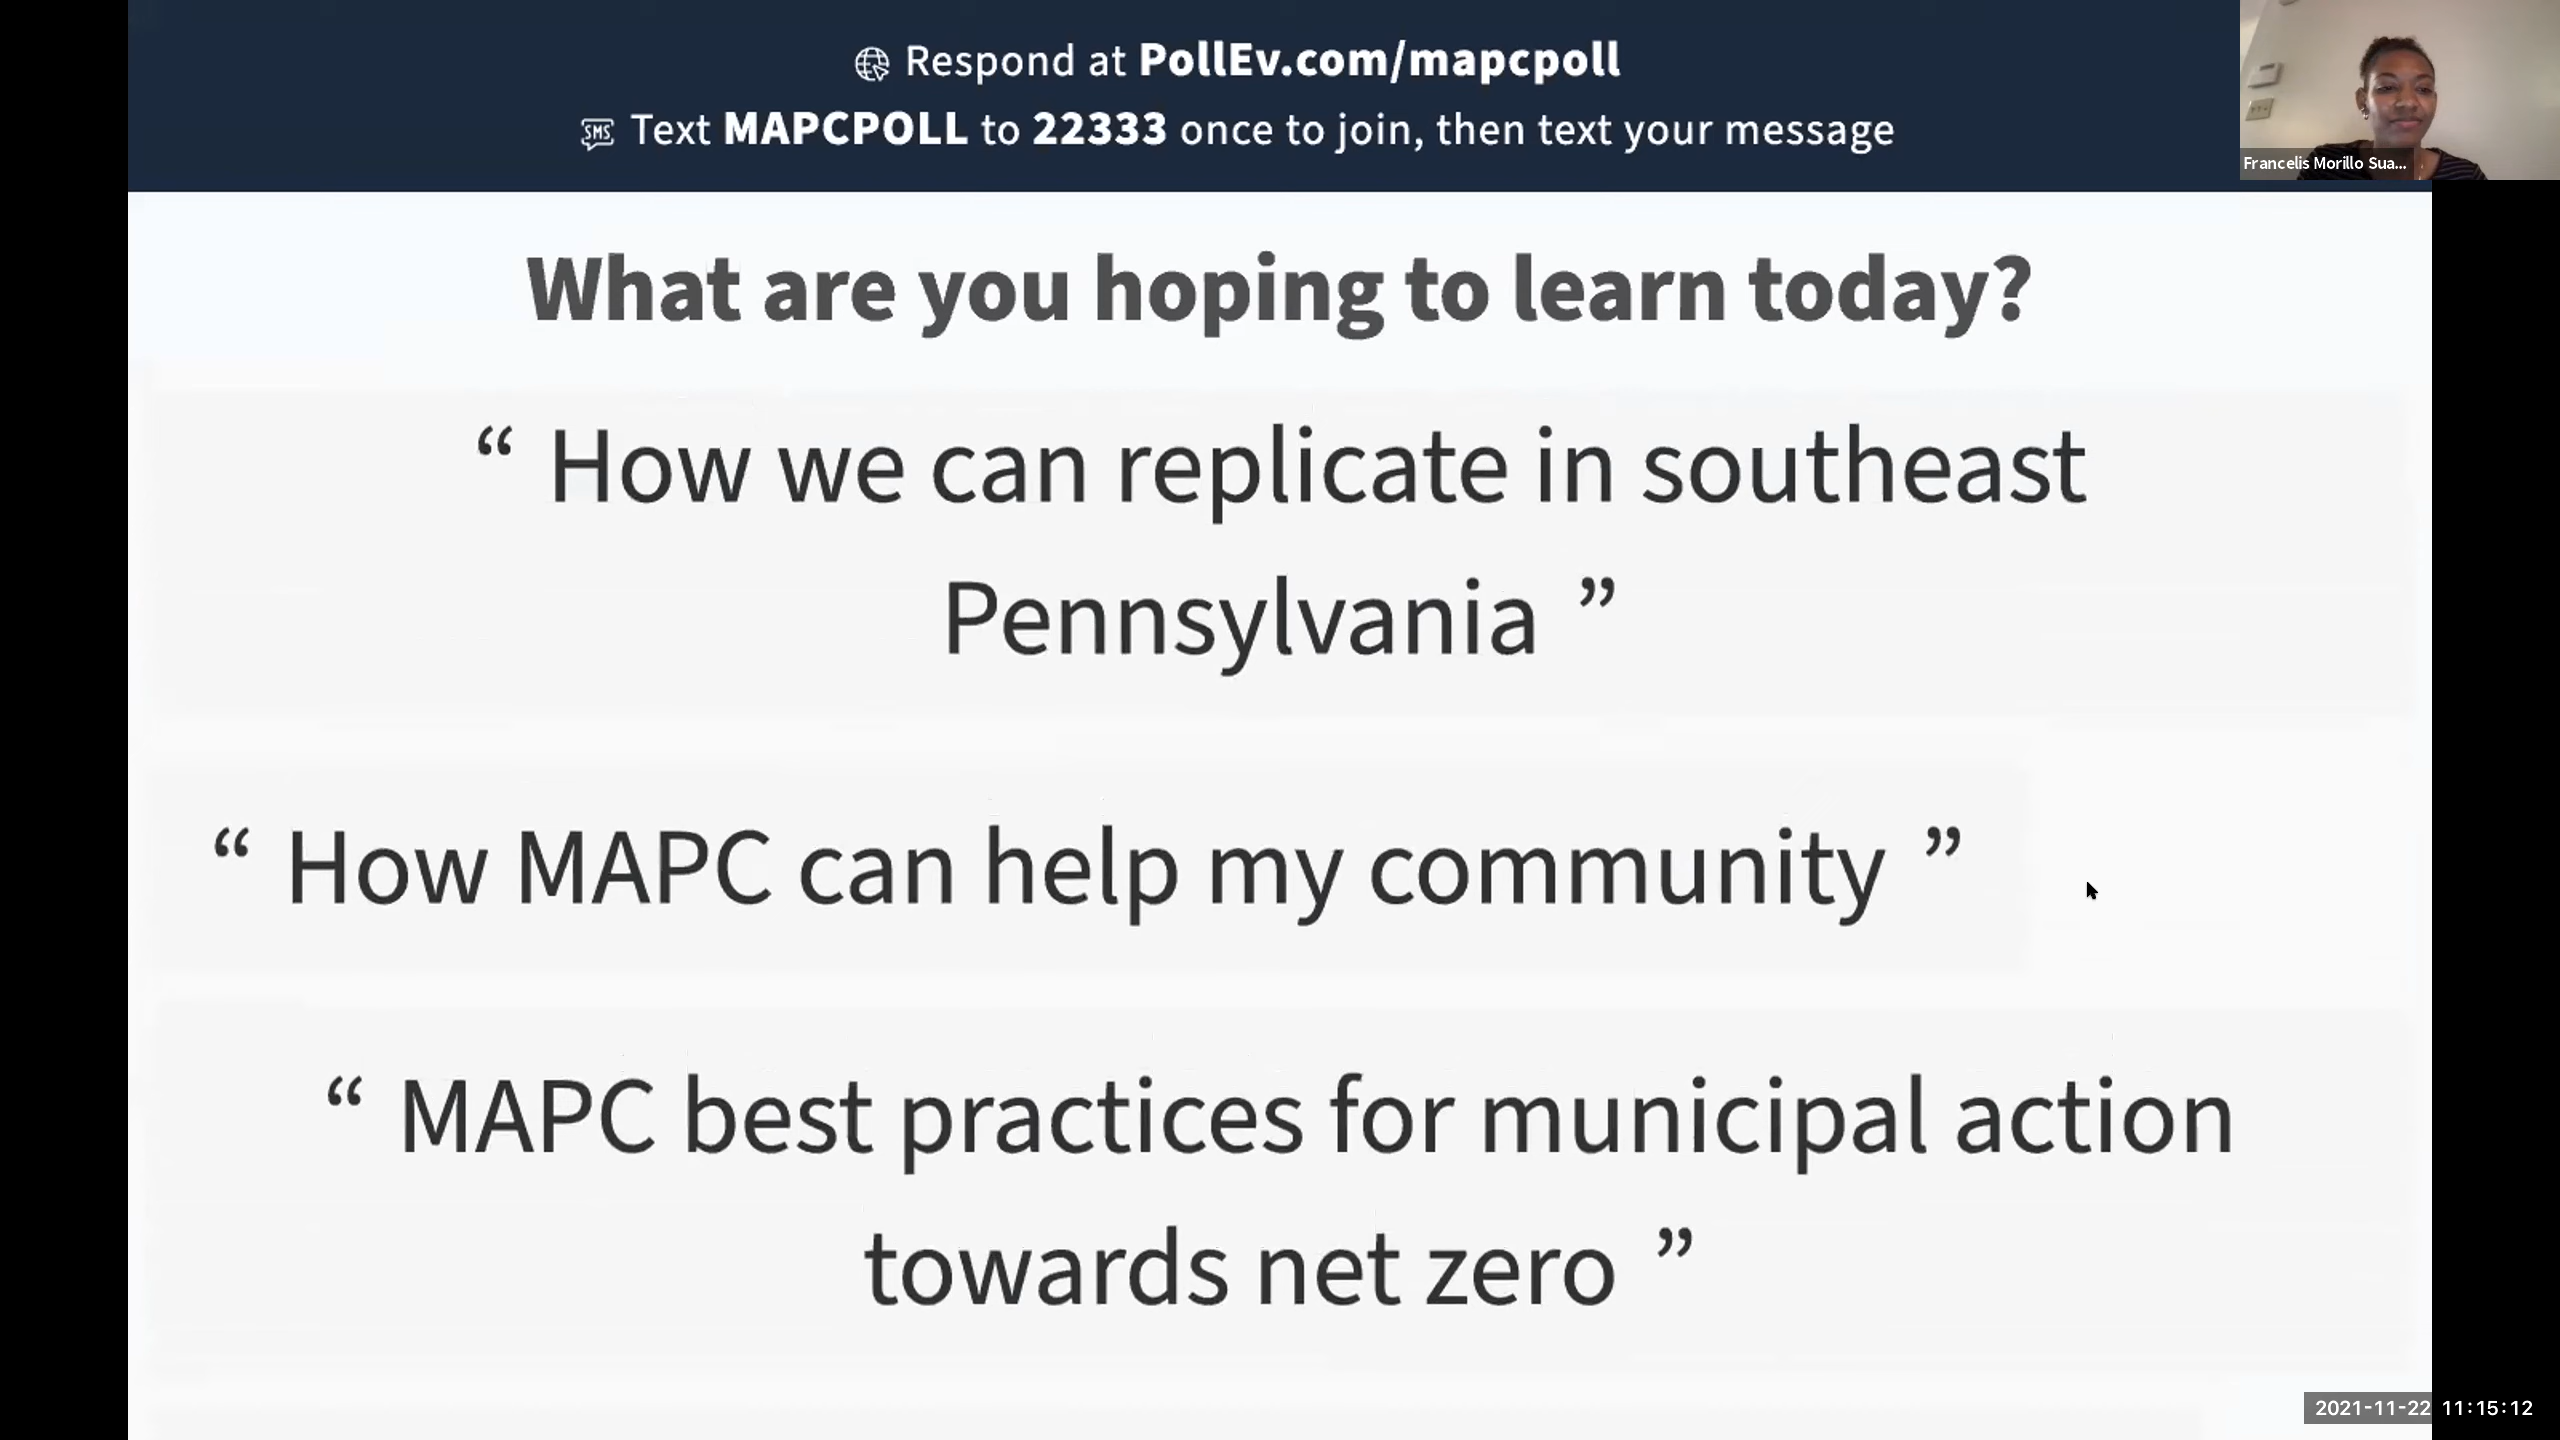 Respond at PollEv.com/mapcpoll
SMS Text MAPCPOLL to 22333 once to join, then text your message
Francelis Morillo Sua...
What are you hoping to learn today?
“ How we can replicate in southeast
Pennsylvania ”
“ How MAPC can help my community ”
“ MAPC best practices for municipal action
towards net zero ”
2021-11-22 11:15:12